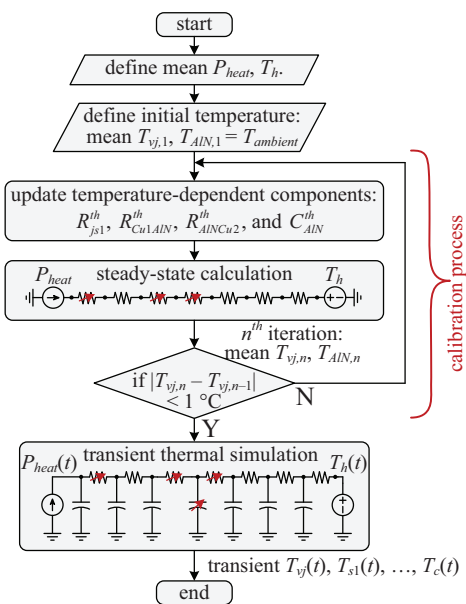 start
define mean P_heat, T_h.
define initial temperature:
mean T_vj,1, T_AlN,1 = T_ambient
update temperature-dependent components:
R^th_js1, R^th_Cu1AlN, R^th_AlNCu2, and C^th_AlN
P_heat steady-state calculation T_h
n^th iteration:
mean T_vj,n, T_AlN,n
if |T_vj,n – T_vj,n–1|
< 1 °C
N
Y
calibration process
transient thermal simulation
P_heat(t) T_h(t)
transient T_vj(t), T_s1(t), …, T_c(t)
end